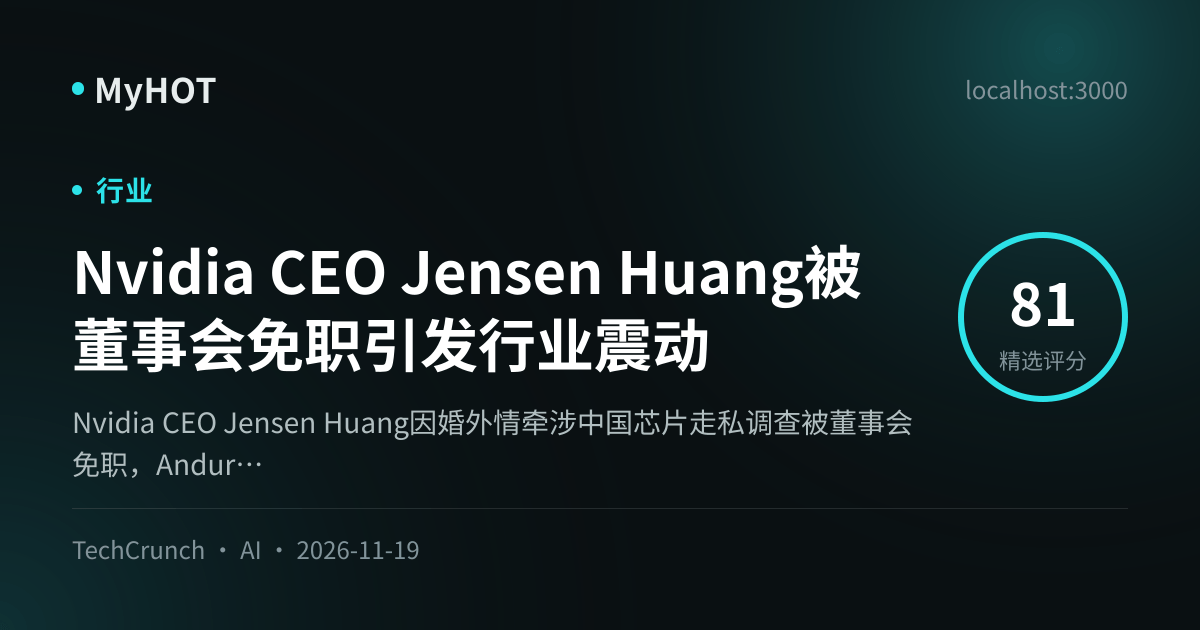 MyHOT
localhost:3000
行业
Nvidia CEO Jensen Huang被
董事会免职引发行业震动
81
精选评分
Nvidia CEO Jensen Huang因婚外情牵涉中国芯片走私调查被董事会
免职，Andur…
TechCrunch · AI · 2026-11-19